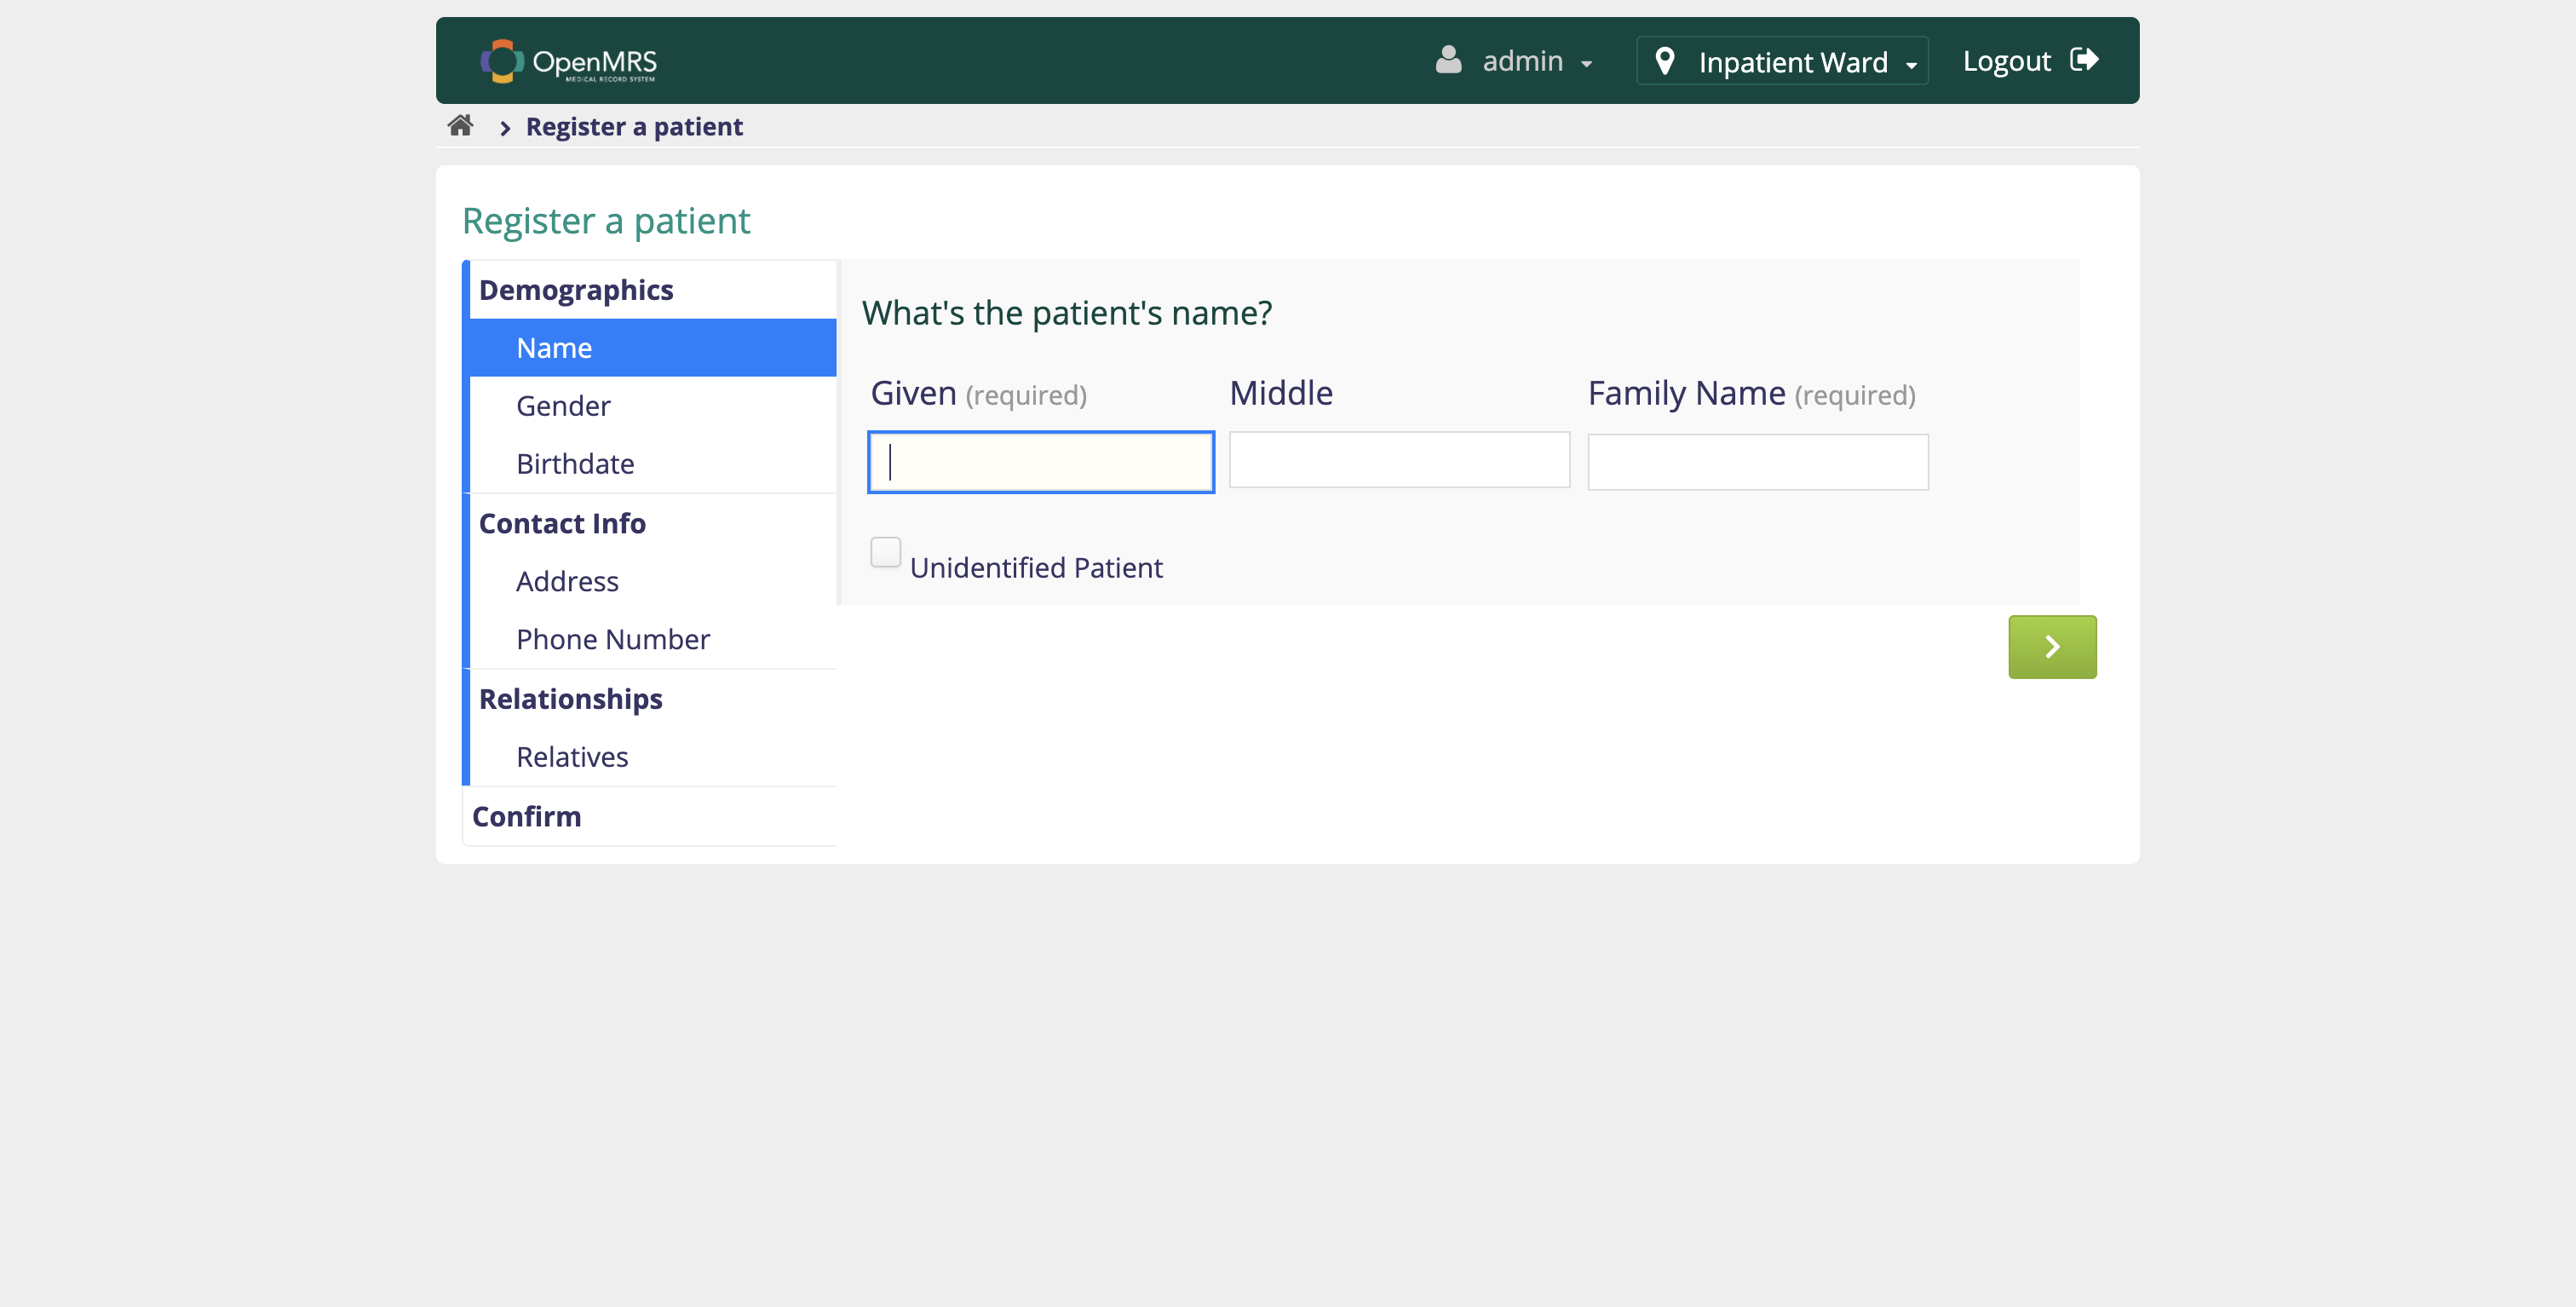 OpenMRS
MEDICAL RECORD SYSTEM
admin
Inpatient Ward
Logout
Register a patient
Register a patient
Demographics
Name
Gender
Birthdate
Contact Info
Address
Phone Number
Relationships
Relatives
Confirm
What's the patient's name?
Given (required) Middle Family Name (required)
Unidentified Patient